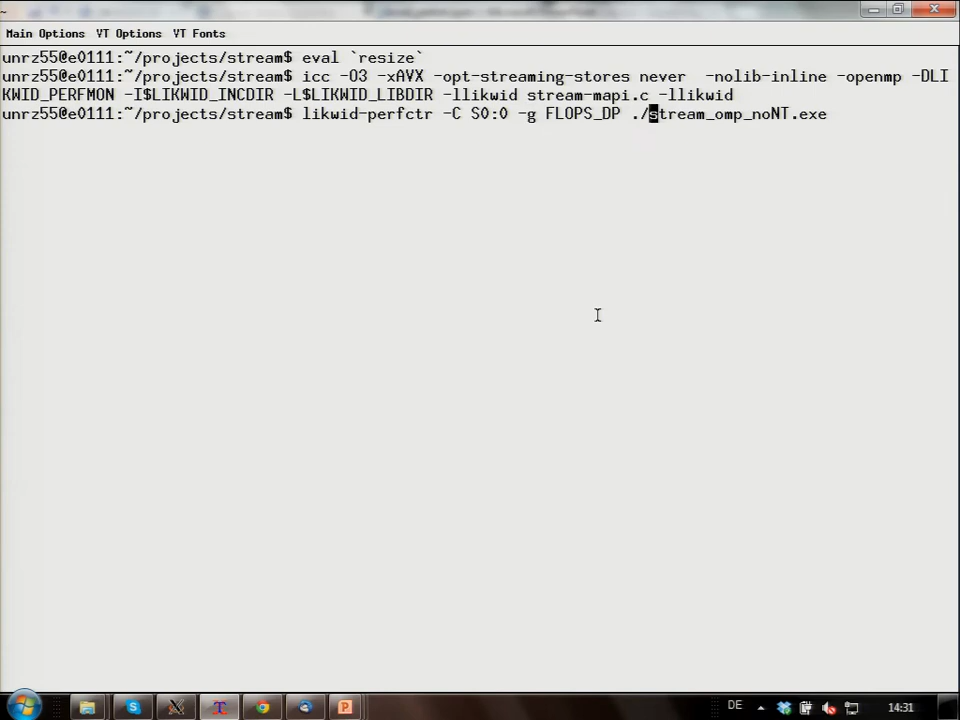 ~
Main Options VT Options VT Fonts
unrz55@e0111:~/projects/stream$ eval `resize`
unrz55@e0111:~/projects/stream$ icc -O3 -xAVX -opt-streaming-stores never  -nolib-inline -openmp -DLI
KWID_PERFMON -I$LIKWID_INCDIR -L$LIKWID_LIBDIR -llikwid stream-mapi.c -llikwid
unrz55@e0111:~/projects/stream$ likwid-perfctr -C S0:0 -g FLOPS_DP ./stream_omp_noNT.exe
DE 14:31